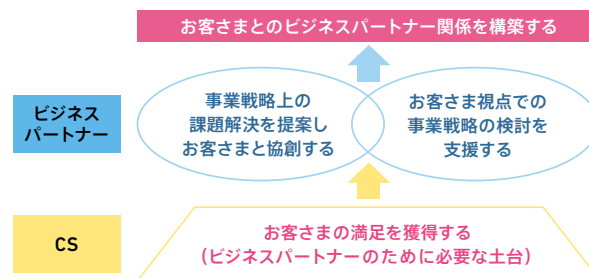 お客さまとのビジネスパートナー関係を構築する
ビジネス
パートナー
事業戦略上の
課題解決を提案し
お客さまと協創する
お客さま視点での
事業戦略の検討を
支援する
CS
お客さまの満足を獲得する
(ビジネスパートナーのために必要な土台)